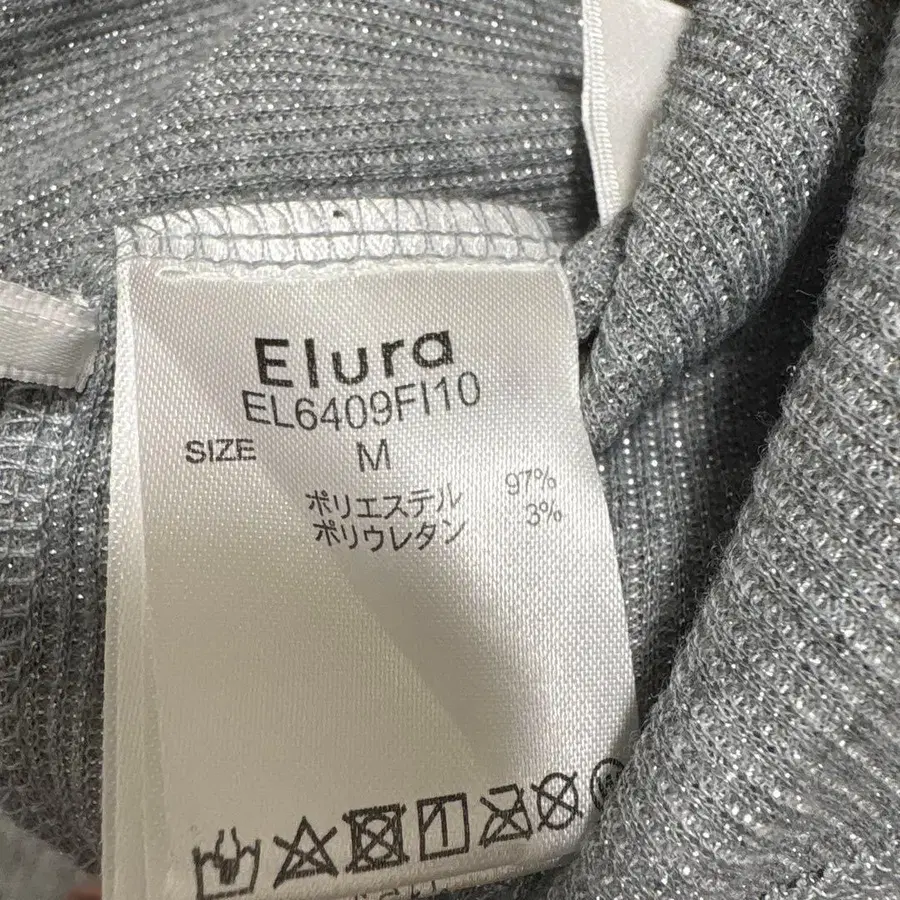 Elura
EL6409FI10
SIZE M
ポリエステル 97%
ポリウレタン 3%